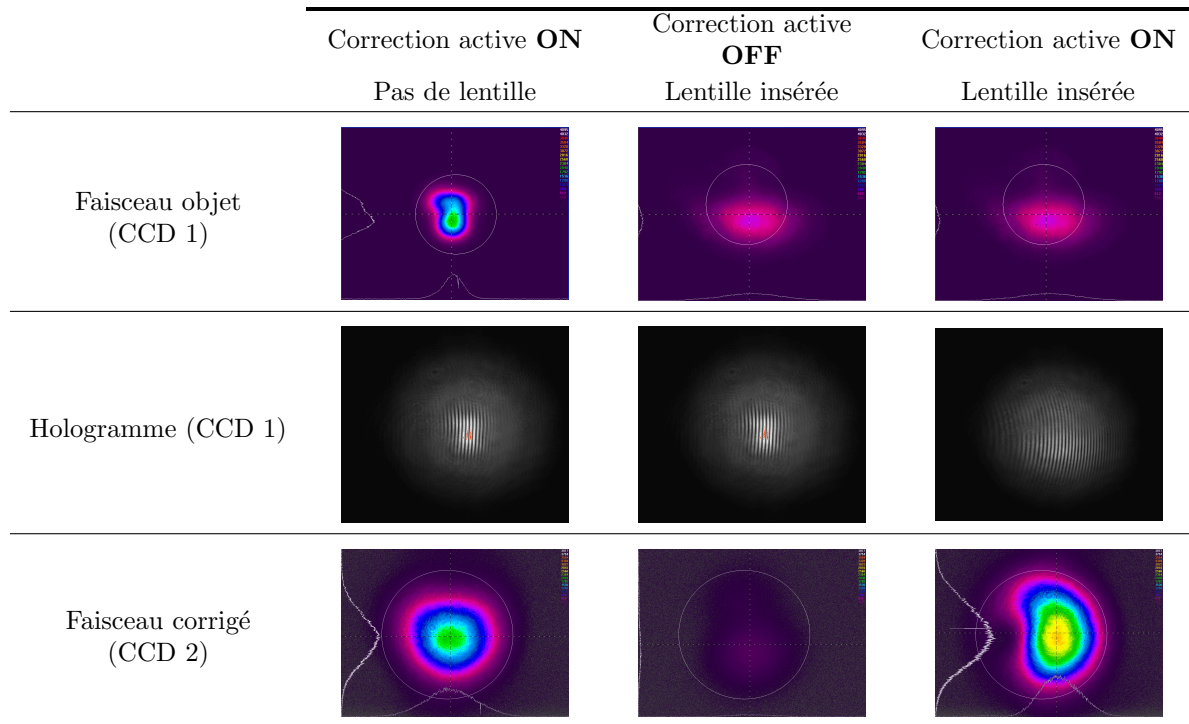 Correction active ON
Correction active
OFF
Correction active ON
Pas de lentille
Lentille insérée
Lentille insérée
Faisceau objet
(CCD 1)
Hologramme (CCD 1)
Faisceau corrigé
(CCD 2)